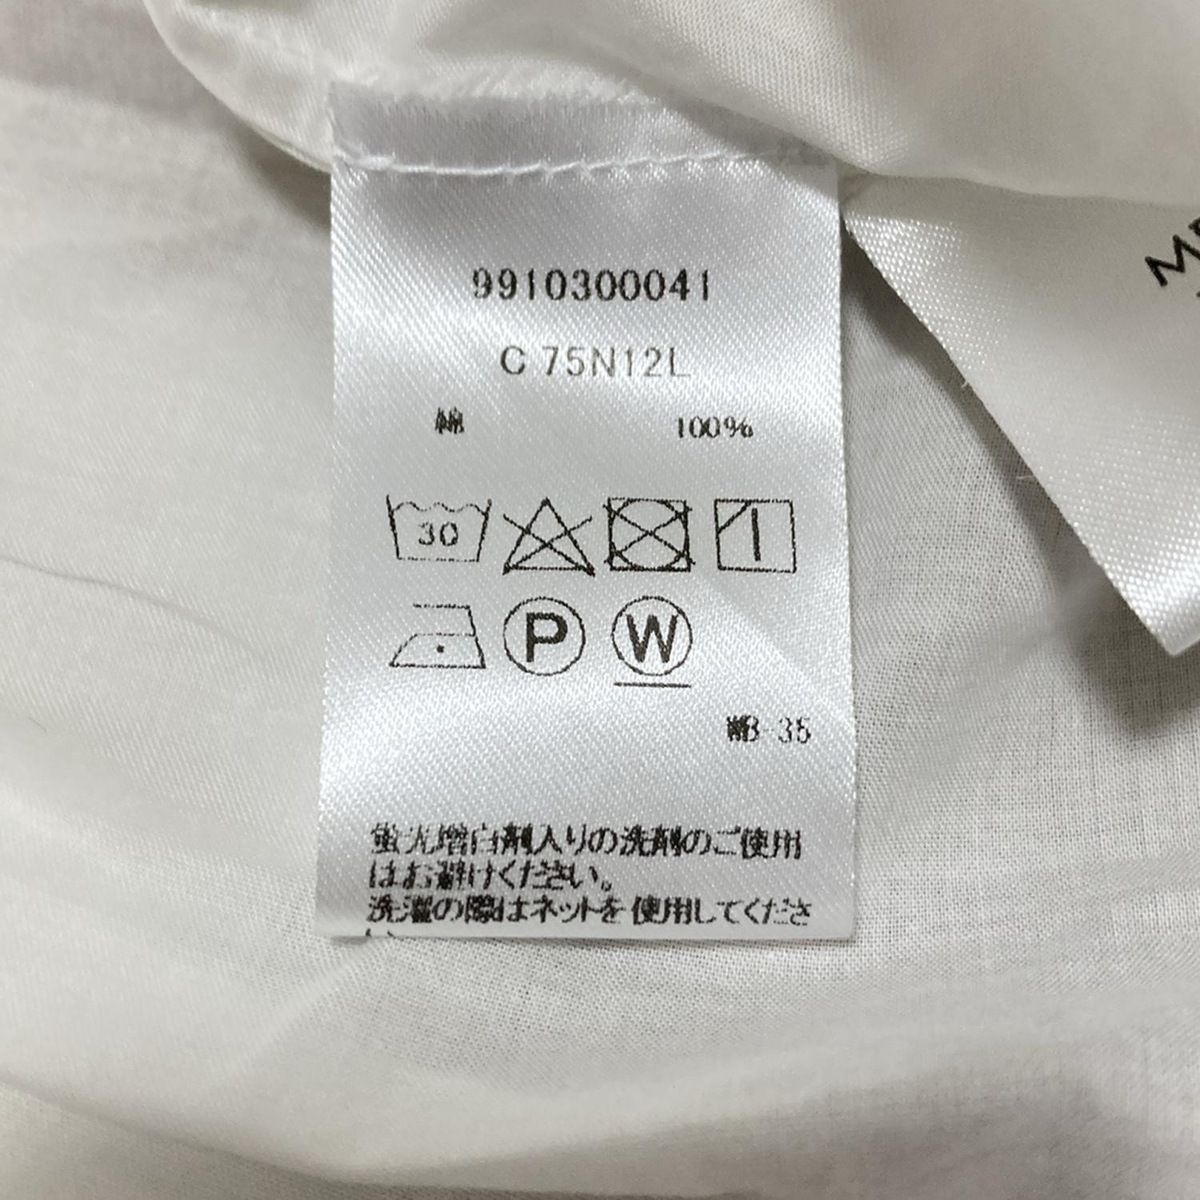 9910300041
C 75N12L
綿 100%
30
P W
35
蛍光増白剤入りの洗剤のご使用
はお避けください。
洗濯の際はネットを使用してくださ
い